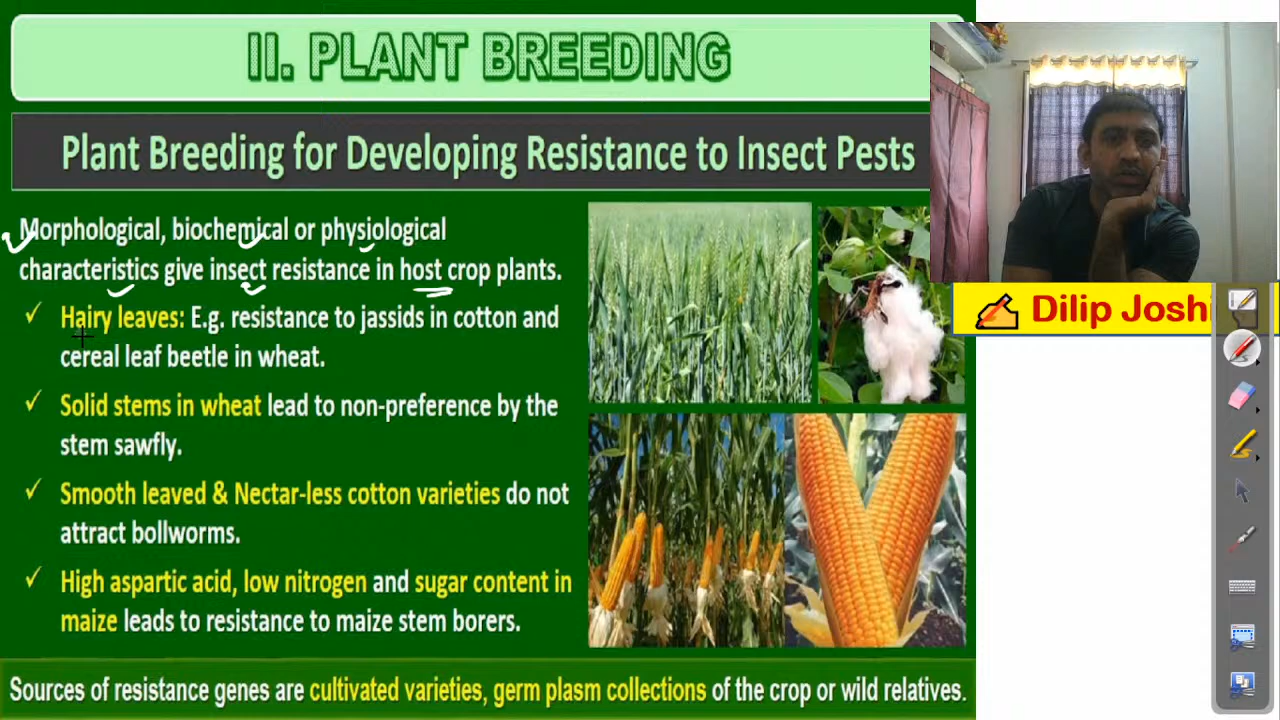 II. PLANT BREEDING
Plant Breeding for Developing Resistance to Insect Pests
Morphological, biochemical or physiological
characteristics give insect resistance in host crop plants.
✓ Hairy leaves: E.g. resistance to jassids in cotton and
cereal leaf beetle in wheat.
✓ Solid stems in wheat lead to non-preference by the
stem sawfly.
✓ Smooth leaved & Nectar-less cotton varieties do not
attract bollworms.
✓ High aspartic acid, low nitrogen and sugar content in
maize leads to resistance to maize stem borers.
Sources of resistance genes are cultivated varieties, germ plasm collections of the crop or wild relatives.
Dilip Joshi